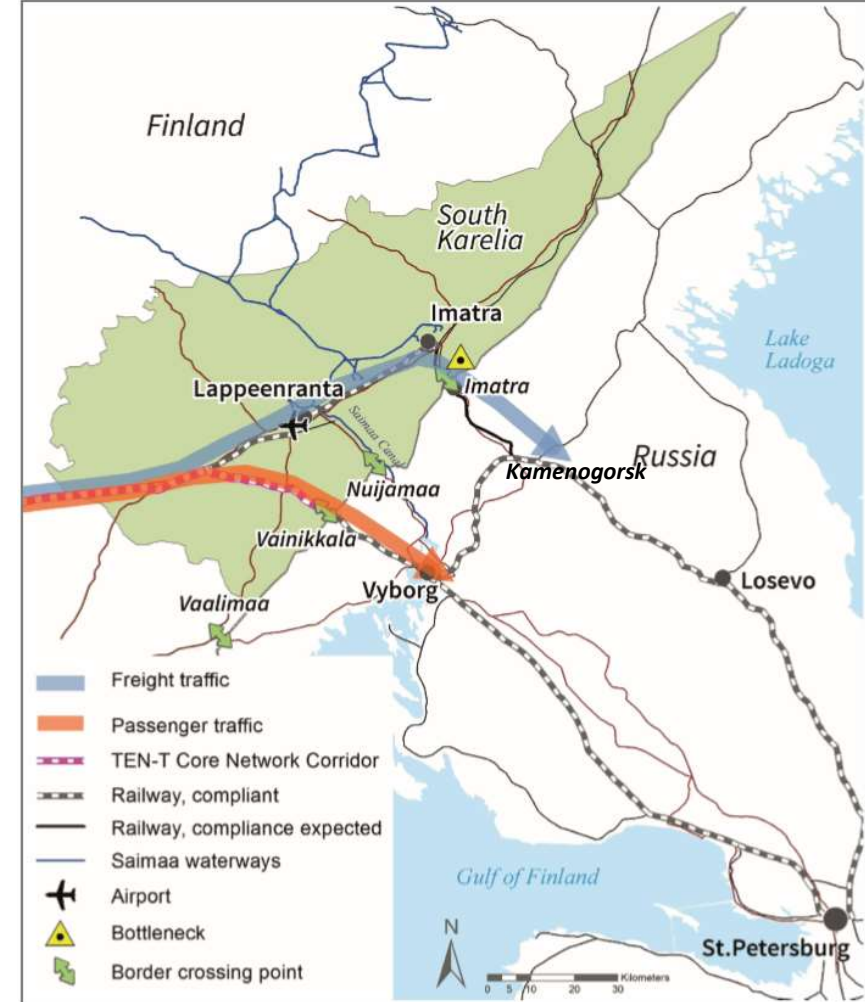 Finland
South
Karelia
Imatra
Lake
Ladoga
Lappeenranta
Imatra
Saimaa Canal
Russia
Kamenogorsk
Nuijamaa
Vainikkala
Losevo
Vyborg
Vaalimaa
Freight traffic
Passenger traffic
TEN-T Core Network Corridor
Railway, compliant
Railway, compliance expected
Saimaa waterways
Airport
Bottleneck
Border crossing point
Gulf of Finland
N
St.Petersburg
Kilometers
0 5 10 20 30